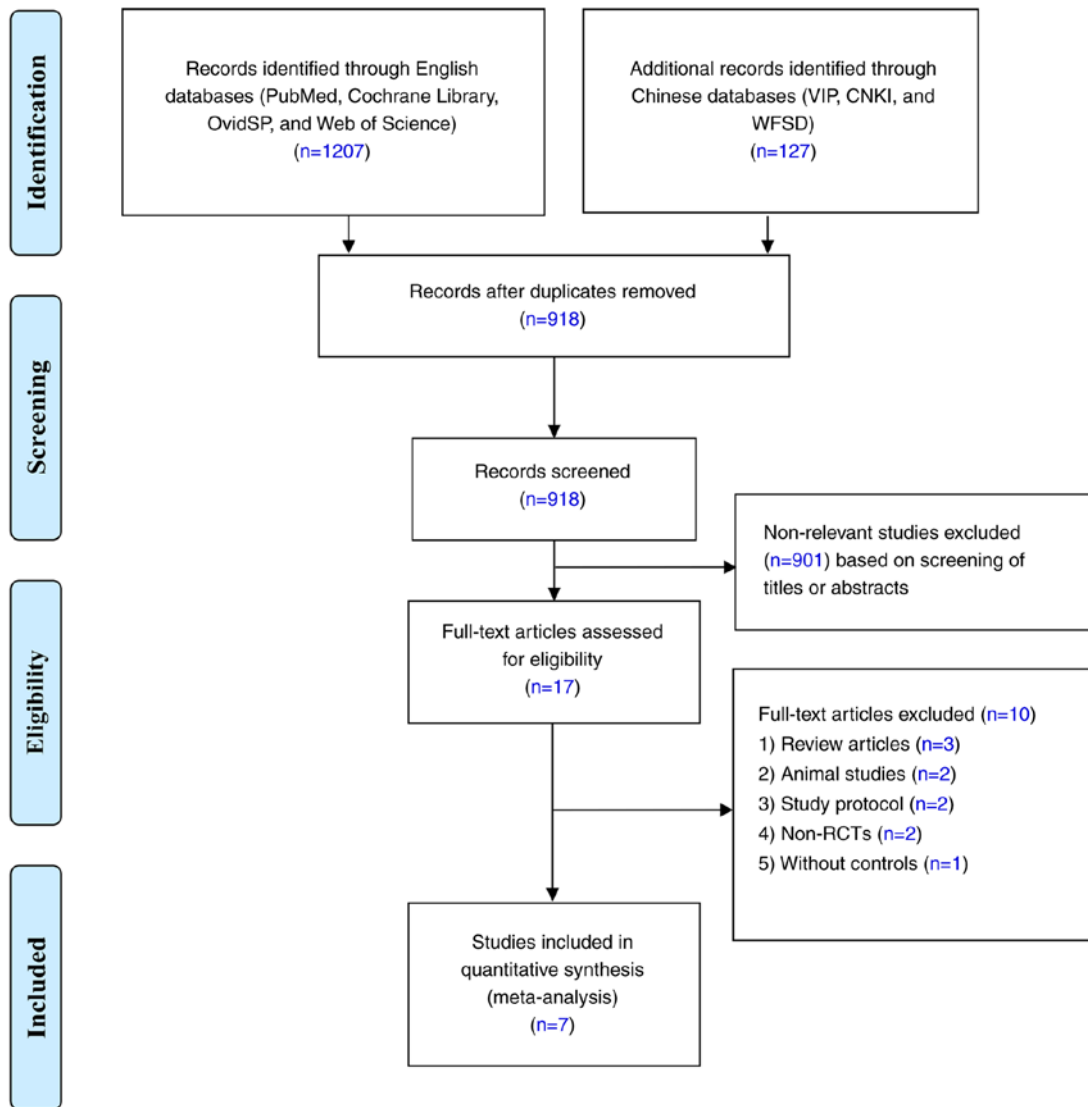 Identification
Records identified through English
databases (PubMed, Cochrane Library,
OvidSP, and Web of Science)
(n=1207)
Additional records identified through
Chinese databases (VIP, CNKI, and
WFSD)
(n=127)
Records after duplicates removed
(n=918)
Screening
Records screened
(n=918)
Non-relevant studies excluded
(n=901) based on screening of
titles or abstracts
Eligibility
Full-text articles assessed
for eligibility
(n=17)
Full-text articles excluded (n=10)
1) Review articles (n=3)
2) Animal studies (n=2)
3) Study protocol (n=2)
4) Non-RCTs (n=2)
5) Without controls (n=1)
Included
Studies included in
quantitative synthesis
(meta-analysis)
(n=7)